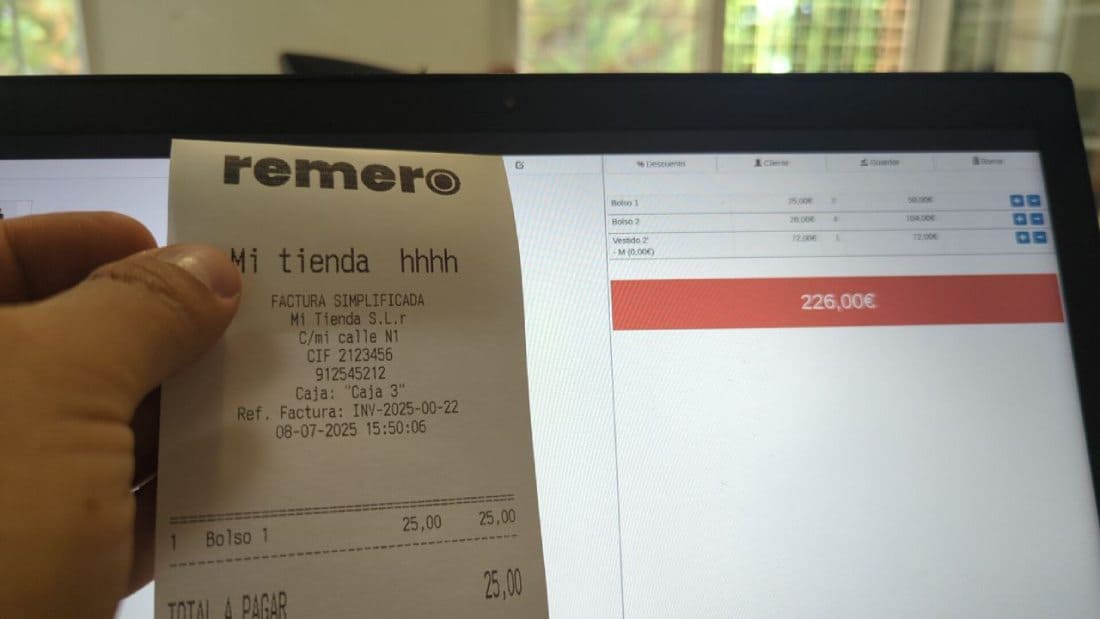 remero
Mi tienda hhhh
FACTURA SIMPLIFICADA
Mi Tienda S.L.r
C/mi calle N1
CIF 2123456
912545212
Caja: "Caja 3"
Ref. Factura: INV-2025-00-22
08-07-2025 15:50:06
1 Bolso 1 25,00 25,00
TOTAL A PAGAR 25,00
% Descuento Cliente Guardar Borrar
Bolso 1 25,00€ 2 50,00€
Bolso 2 26,00€ 4 104,00€
Vestido 2' 72,00€ 1 72,00€
- M (0,00€)
226,00€